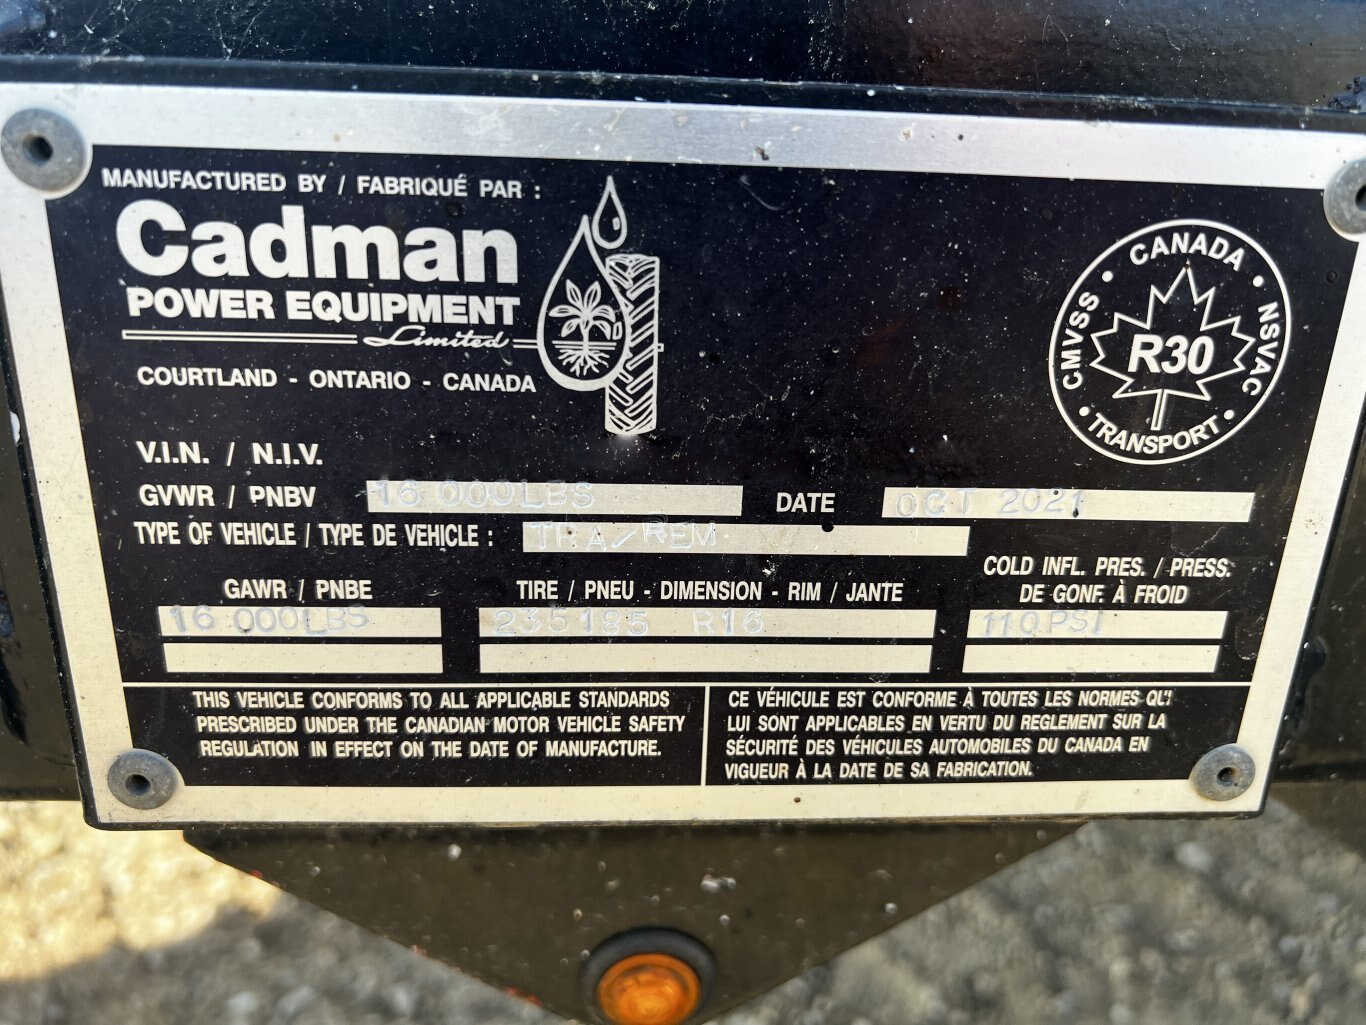 MANUFACTURED BY / FABRIQUÉ PAR :
Cadman
POWER EQUIPMENT
Limited
COURTLAND - ONTARIO - CANADA
CANADA
CMVSS
NSVAC
R30
TRANSPORT
V.I.N. / N.I.V.
GVWR / PNBV 16 000LBS DATE OCT 2021
TYPE OF VEHICLE / TYPE DE VEHICLE : TRA/REM
GAWR / PNBE TIRE / PNEU - DIMENSION - RIM / JANTE COLD INFL. PRES. / PRESS.
DE GONF. À FROID
16 000LBS 235185 R16 110PSI
THIS VEHICLE CONFORMS TO ALL APPLICABLE STANDARDS
PRESCRIBED UNDER THE CANADIAN MOTOR VEHICLE SAFETY
REGULATION IN EFFECT ON THE DATE OF MANUFACTURE.
CE VÉHICULE EST CONFORME À TOUTES LES NORMES QUI
LUI SONT APPLICABLES EN VERTU DU REGLEMENT SUR LA
SÉCURITÉ DES VÉHICULES AUTOMOBILES DU CANADA EN
VIGUEUR À LA DATE DE SA FABRICATION.